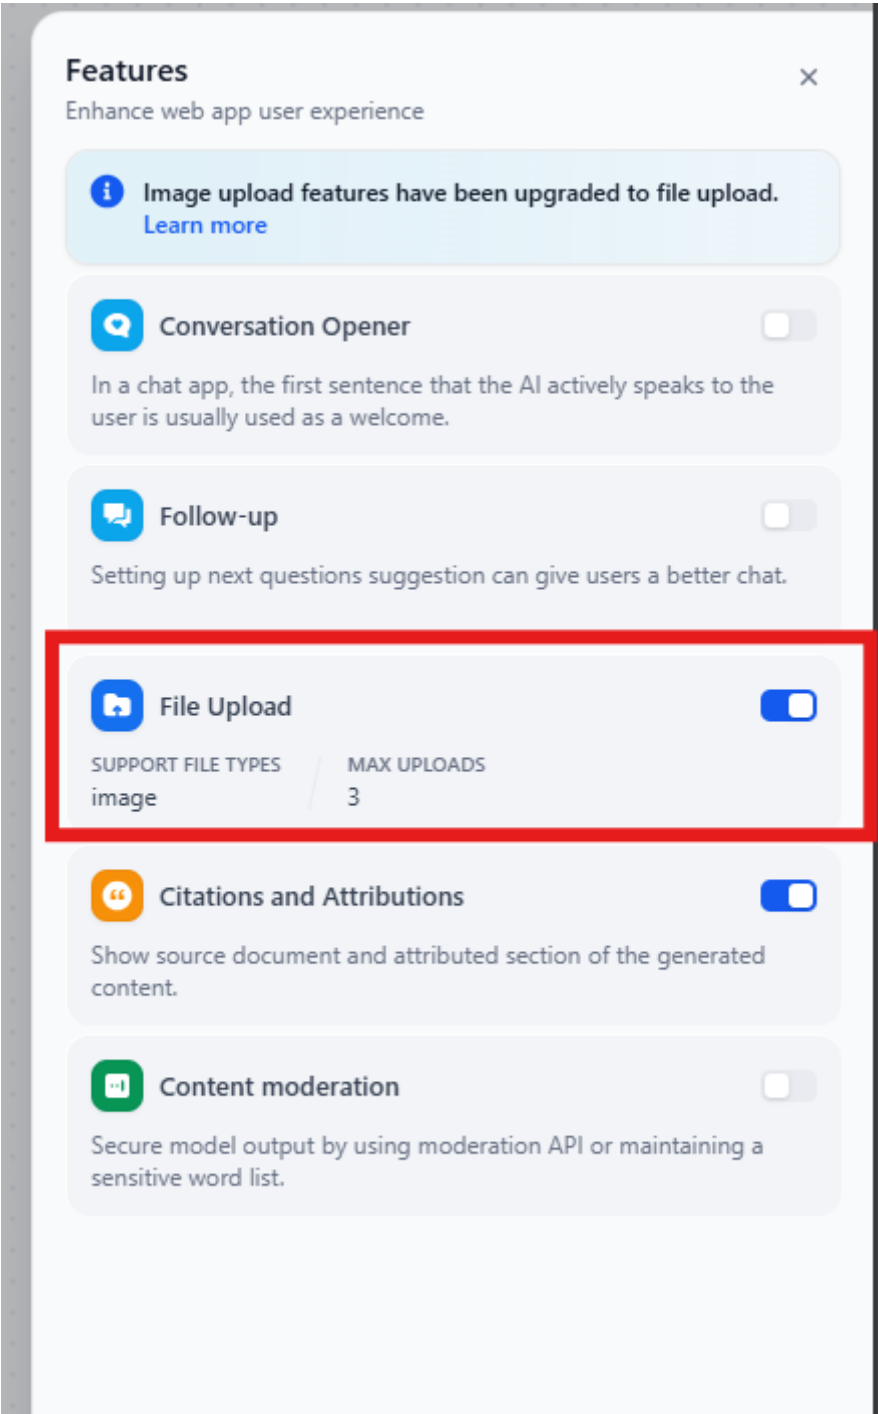 Features
Enhance web app user experience
Image upload features have been upgraded to file upload.
Learn more
Conversation Opener
In a chat app, the first sentence that the AI actively speaks to the
user is usually used as a welcome.
Follow-up
Setting up next questions suggestion can give users a better chat.
File Upload
SUPPORT FILE TYPES
image
MAX UPLOADS
3
Citations and Attributions
Show source document and attributed section of the generated
content.
Content moderation
Secure model output by using moderation API or maintaining a
sensitive word list.